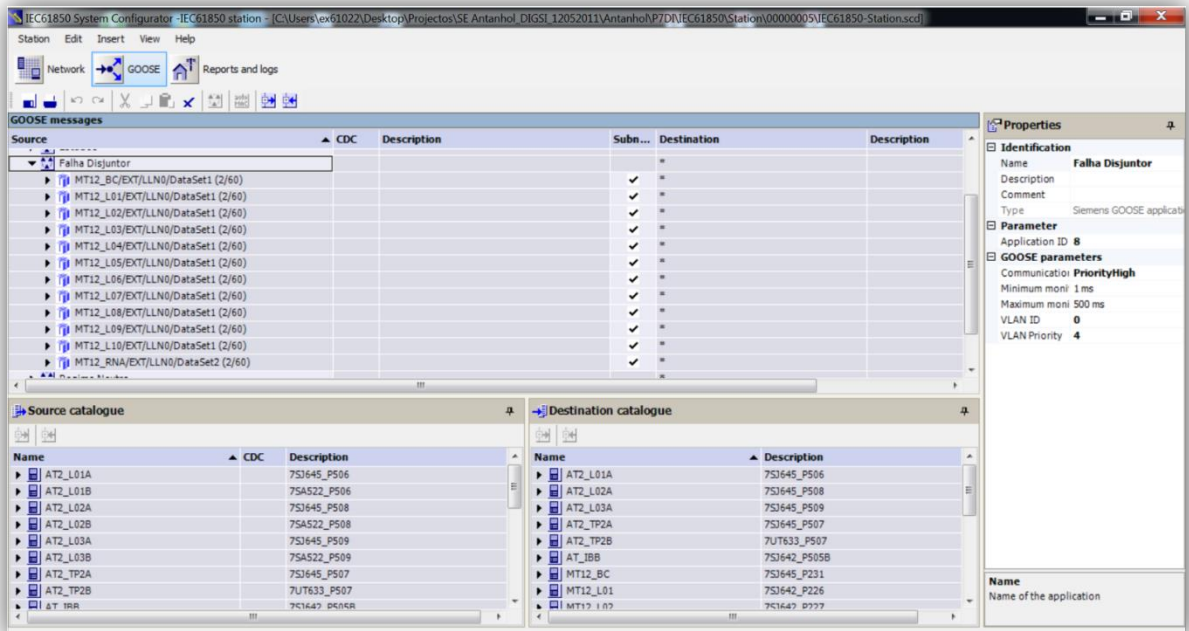 IEC61850 System Configurator -IEC61850 station - [C:\Users\ex61022\Desktop\Projectos\SE Antanhol_DIGSI_12052011\Antanhol\P7DI\IEC61850\Station\00000005\IEC61850-Station.scd]
Station Edit Insert View Help
Network GOOSE Reports and logs
GOOSE messages
Source CDC Description Subn... Destination Description
Falha Disjuntor *
MT12_BC/EXT/LLN0/DataSet1 (2/60) *
MT12_L01/EXT/LLN0/DataSet1 (2/60) *
MT12_L02/EXT/LLN0/DataSet1 (2/60) *
MT12_L03/EXT/LLN0/DataSet1 (2/60) *
MT12_L04/EXT/LLN0/DataSet1 (2/60) *
MT12_L05/EXT/LLN0/DataSet1 (2/60) *
MT12_L06/EXT/LLN0/DataSet1 (2/60) *
MT12_L07/EXT/LLN0/DataSet1 (2/60) *
MT12_L08/EXT/LLN0/DataSet1 (2/60) *
MT12_L09/EXT/LLN0/DataSet1 (2/60) *
MT12_L10/EXT/LLN0/DataSet1 (2/60) *
MT12_RNA/EXT/LLN0/DataSet2 (2/60) *
Properties
Identification
Name Falha Disjuntor
Description
Comment
Type Siemens GOOSE applicati
Parameter
Application ID 8
GOOSE parameters
Communicatio PriorityHigh
Minimum moni 1 ms
Maximum moni 500 ms
VLAN ID 0
VLAN Priority 4
Name
Name of the application
Source catalogue
Name CDC Description
AT2_L01A 7SJ645_P506
AT2_L01B 7SA522_P506
AT2_L02A 7SJ645_P508
AT2_L02B 7SA522_P508
AT2_L03A 7SJ645_P509
AT2_L03B 7SA522_P509
AT2_TP2A 7SJ645_P507
AT2_TP2B 7UT633_P507
AT_IBB 7SJ642_P505B
Destination catalogue
Name Description
AT2_L01A 7SJ645_P506
AT2_L02A 7SJ645_P508
AT2_L03A 7SJ645_P509
AT2_TP2A 7SJ645_P507
AT2_TP2B 7UT633_P507
AT_IBB 7SJ642_P505B
MT12_BC 7SJ645_P231
MT12_L01 7SJ642_P226
MT12_L02 7SJ642_P227